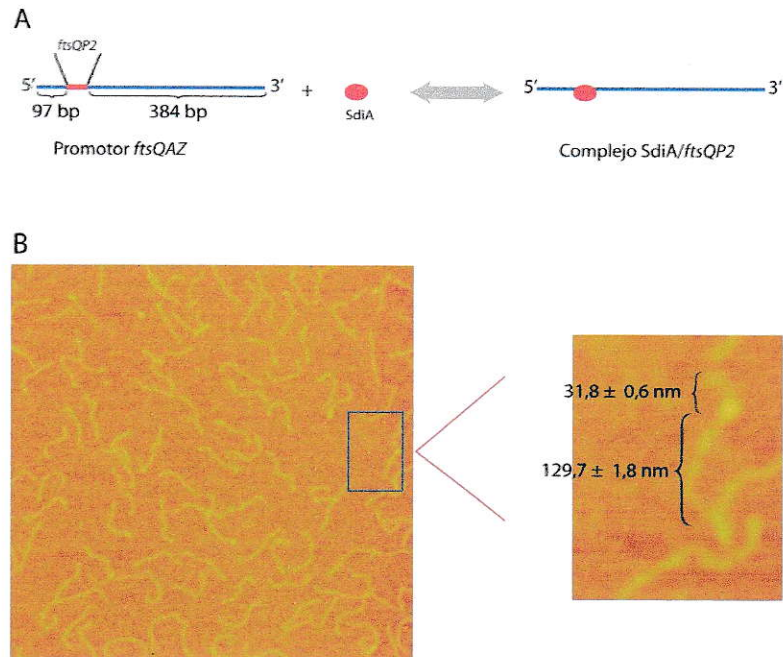 A
ftsQP2
5′ 3′ + 5′ 3′
97 bp 384 bp SdiA
Promotor ftsQAZ Complejo SdiA/ftsQP2
B
31,8 ± 0,6 nm
129,7 ± 1,8 nm